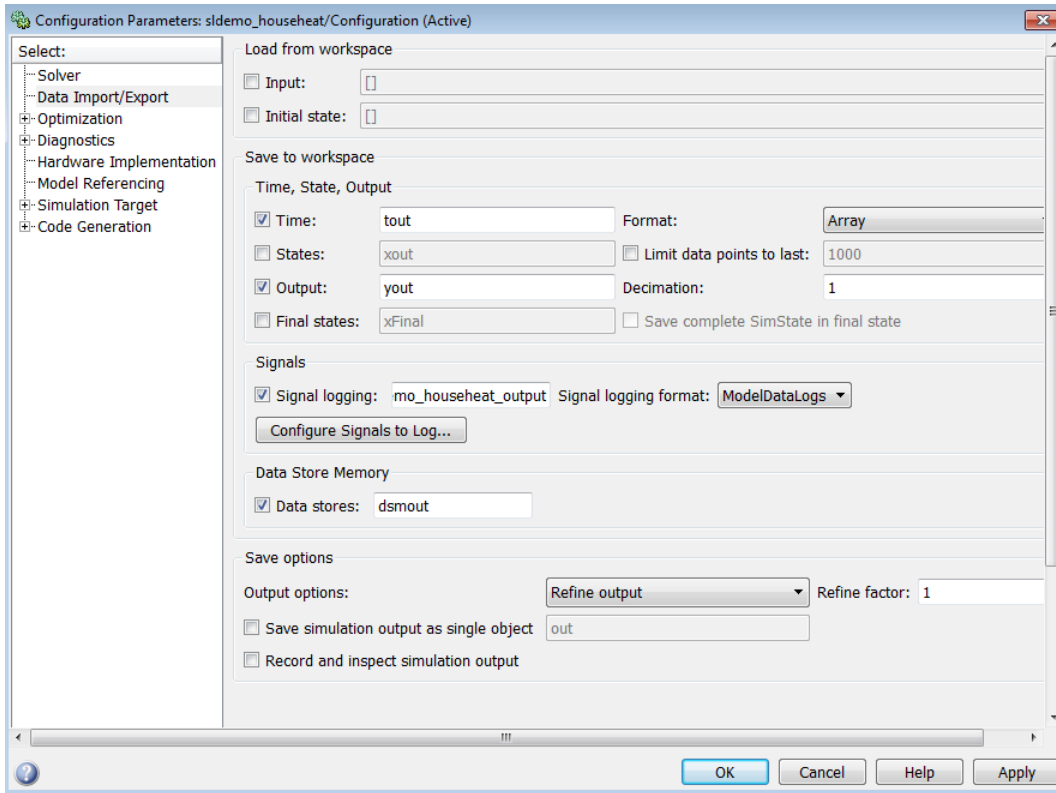 Configuration Parameters: sldemo_househeat/Configuration (Active)
Select:
Solver
Data Import/Export
Optimization
Diagnostics
Hardware Implementation
Model Referencing
Simulation Target
Code Generation
Load from workspace
Input: []
Initial state: []
Save to workspace
Time, State, Output
Time: tout Format: Array
States: xout Limit data points to last: 1000
Output: yout Decimation: 1
Final states: xFinal Save complete SimState in final state
Signals
Signal logging: mo_househeat_output Signal logging format: ModelDataLogs
Configure Signals to Log...
Data Store Memory
Data stores: dsmout
Save options
Output options: Refine output Refine factor: 1
Save simulation output as single object out
Record and inspect simulation output
OK Cancel Help Apply